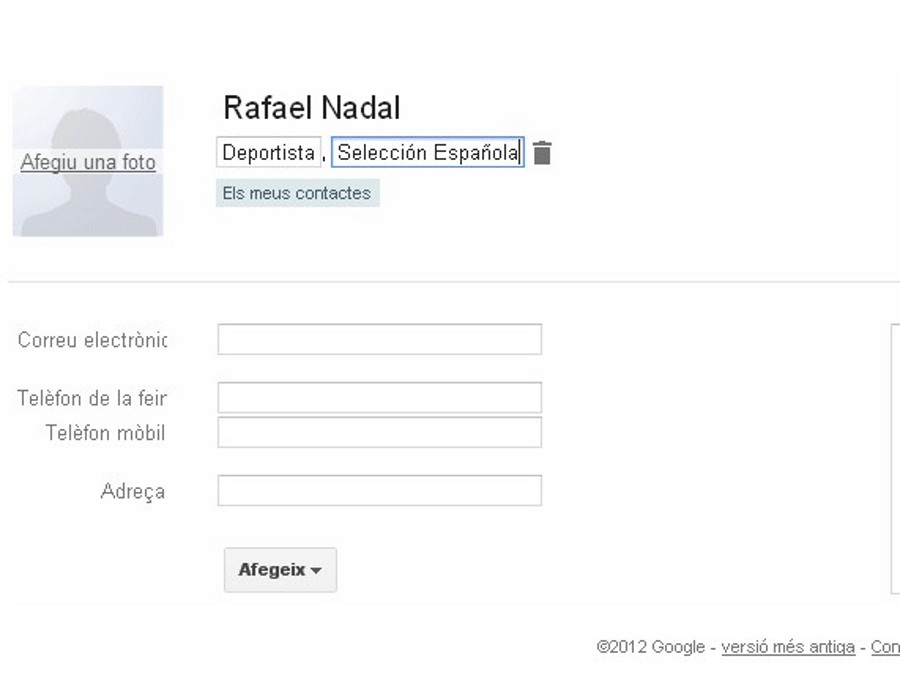 Rafael Nadal
Deportista, Selección Española
Afegiu una foto
Els meus contactes
Correu electrònic
Telèfon de la feir
Telèfon mòbil
Adreça
Afegeix
©2012 Google - versió més antiga - Con